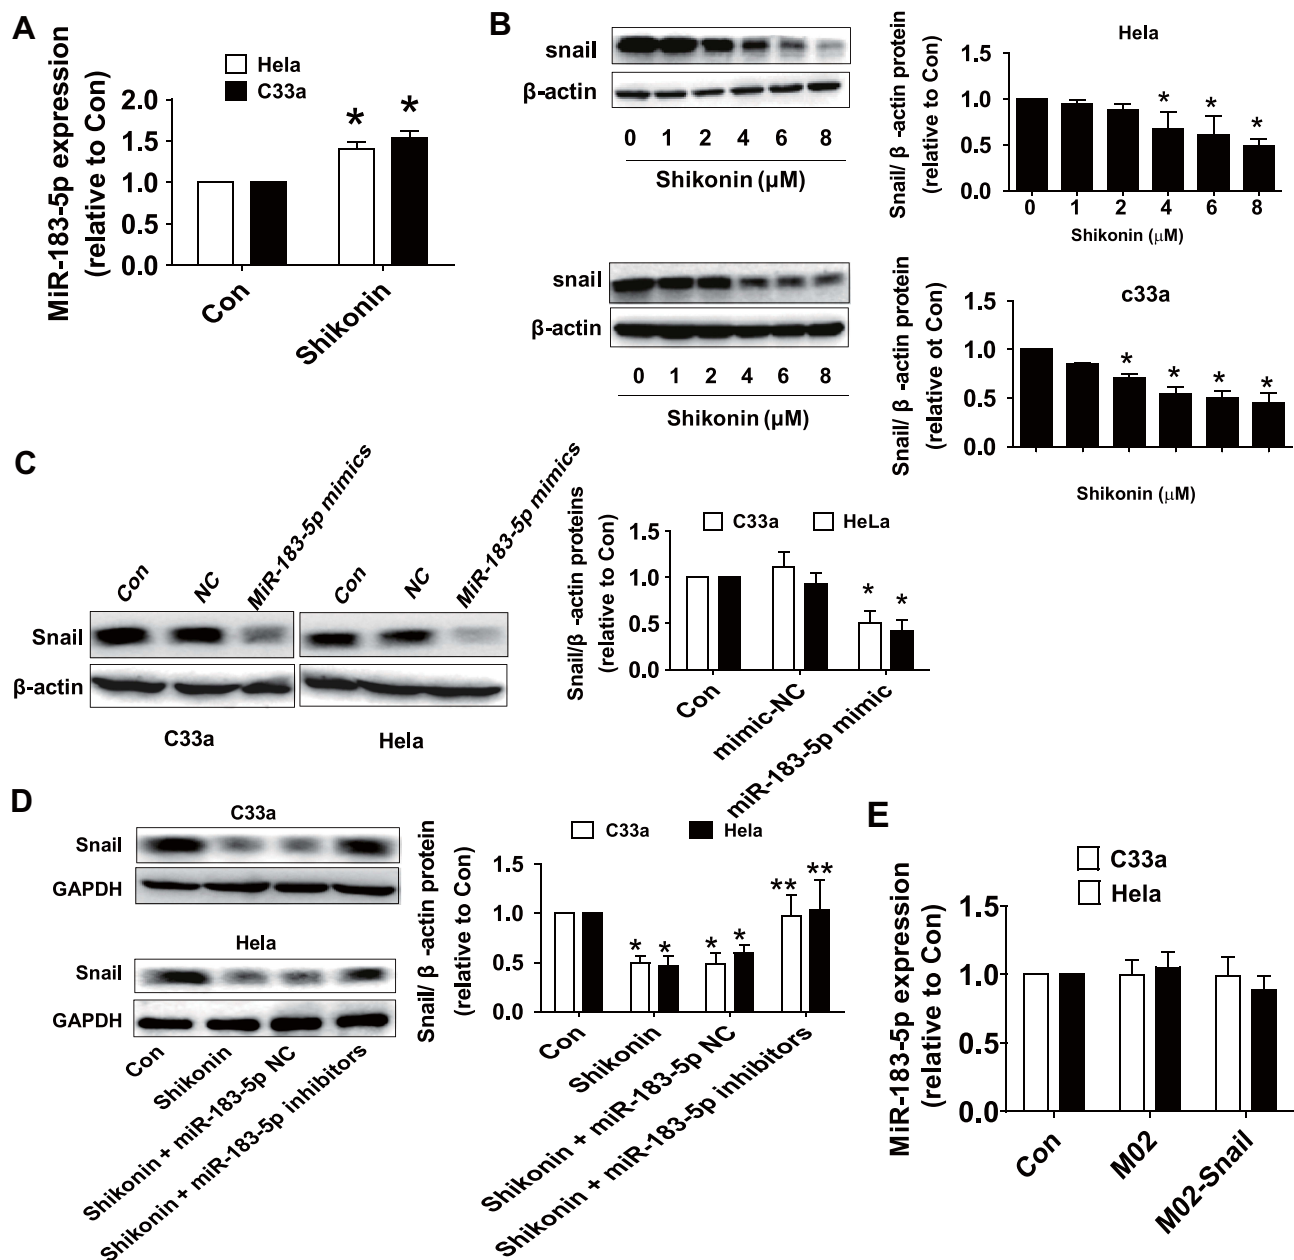 A
Hela
C33a
MiR-183-5p expression
(relative to Con)
2.0
1.5
1.0
0.5
0.0
* *
Con
Shikonin
B
snail
β-actin
0 1 2 4 6 8
Shikonin (μM)
Hela
Snail/ β -actin protein
(relative to Con)
1.5
1.0
0.5
0.0
* * *
0 1 2 4 6 8
Shikonin (μM)
snail
β-actin
0 1 2 4 6 8
Shikonin (μM)
c33a
Snail/ β -actin protein
(relative ot Con)
1.5
1.0
0.5
0.0
* * * *
Shikonin (μM)
C
Con NC MiR-183-5p mimics Con NC MiR-183-5p mimics
Snail
β-actin
C33a Hela
Snail/β -actin proteins
(relative to Con)
C33a HeLa
1.5
1.0
0.5
0.0
* *
Con
mimic-NC
miR-183-5p mimic
D
C33a
Snail
GAPDH
Hela
Snail
GAPDH
Con
Shikonin
Shikonin + miR-183-5p NC
Shikonin + miR-183-5p inhibitors
Snail/ β -actin protein
(relative to Con)
C33a Hela
1.5
1.0
0.5
0.0
* * * * ** **
Con
Shikonin
Shikonin + miR-183-5p NC
Shikonin + miR-183-5p inhibitors
E
C33a
Hela
MiR-183-5p expression
(relative to Con)
1.5
1.0
0.5
0.0
Con
M02
M02-Snail